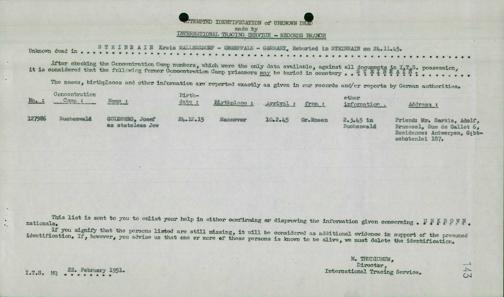 ATTEMPTED IDENTIFICATION OF UNKNOWN DEAD
made by
INTERNATIONAL TRACING SERVICE - RECORDS BRANCH
Unknown dead in STEINRAIN Kreis MALLERSDORF - GERMANY, Reburied in STEINRAIN on 24.11.45.
After checking the Concentration Camp numbers, which were the only data available, against all documents in I.T.S. possession,
it is considered that the following former Concentration Camp prisoners may be buried in cemetery
The names, birthplaces and other information are reported exactly as given in our records and/or reports by German authorities.
No.: Concentration Camp: Name: Birth-date: Birthplace: Arrival: from: other information: Address:
127986 Buchenwald GOLDBERG, Josef 24.12.15 Hannover 10.2.45 Gr.Rosen 2.3.45 in Friend: Mr. Adolf,
as stateless Jew Buchenwald Brussel, Rue de Gallet 6,
Residence: Antwerpen, 187.
This list is sent to you to enlist your help in either confirming or disproving the information given concerning UNKNOWN
nationals.
If you signify that the persons listed are still missing, it will be considered as additional evidence in support of the presumed
identification. If, however, you advise us that one or more of these persons is known to be alive, we must delete the identification.
Director,
International Tracing Service.
I.T.S. HQ 22. February 1951.
143